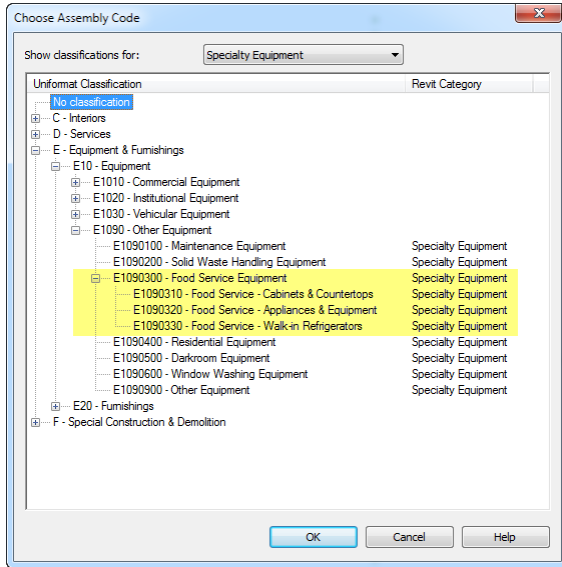 Choose Assembly Code
Show classifications for: Specialty Equipment
Uniformat Classification Revit Category
No classification
C - Interiors
D - Services
E - Equipment & Furnishings
E10 - Equipment
E1010 - Commercial Equipment
E1020 - Institutional Equipment
E1030 - Vehicular Equipment
E1090 - Other Equipment
E1090100 - Maintenance Equipment Specialty Equipment
E1090200 - Solid Waste Handling Equipment Specialty Equipment
E1090300 - Food Service Equipment Specialty Equipment
E1090310 - Food Service - Cabinets & Countertops Specialty Equipment
E1090320 - Food Service - Appliances & Equipment Specialty Equipment
E1090330 - Food Service - Walk-in Refrigerators Specialty Equipment
E1090400 - Residential Equipment Specialty Equipment
E1090500 - Darkroom Equipment Specialty Equipment
E1090600 - Window Washing Equipment Specialty Equipment
E1090900 - Other Equipment Specialty Equipment
E20 - Furnishings
F - Special Construction & Demolition
OK Cancel Help